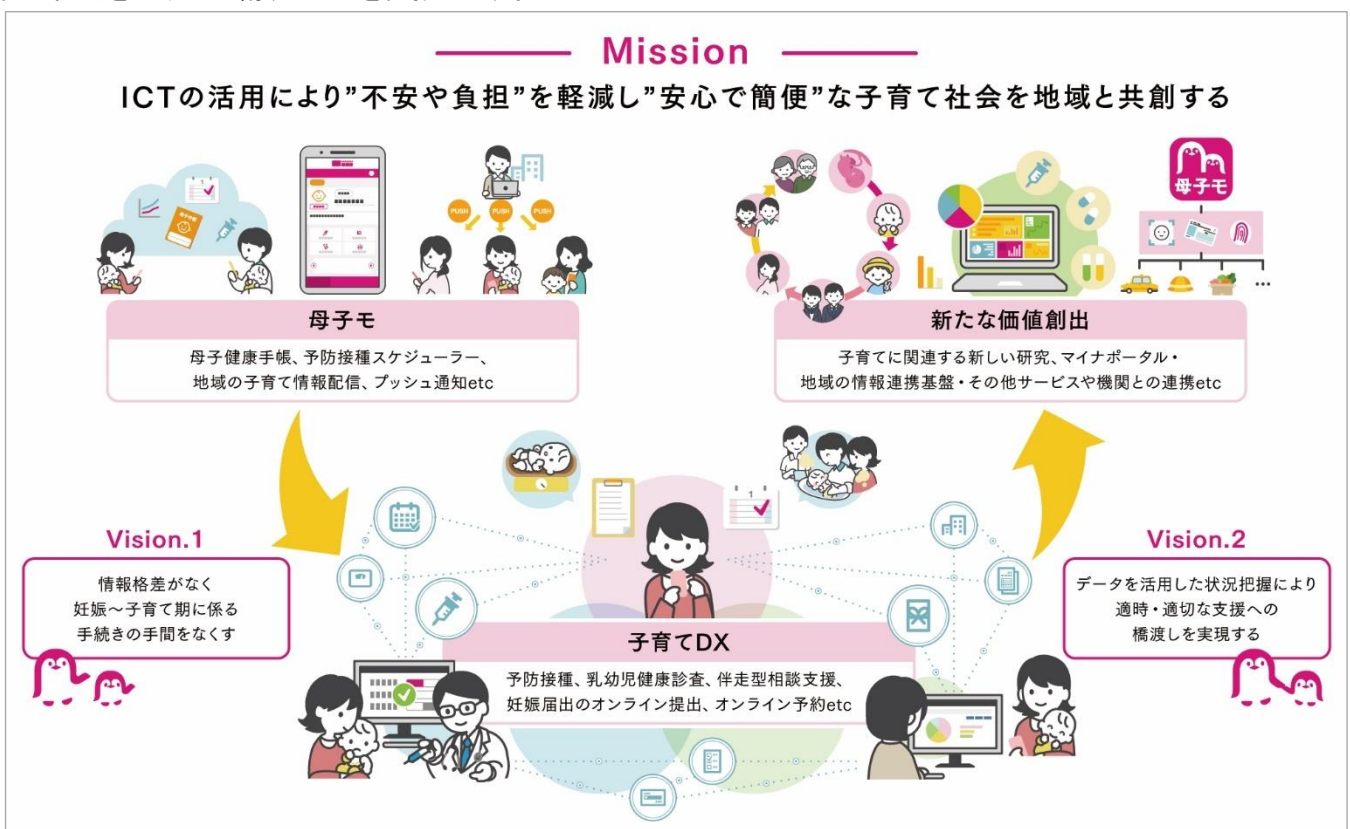 Mission
ICTの活用により”不安や負担”を軽減し”安心で簡便”な子育て社会を地域と共創する
母子手帳
PUSH
PUSH
PUSH
母子モ
母子健康手帳、予防接種スケジューラー、
地域の子育て情報配信、プッシュ通知etc
母子モ
…
新たな価値創出
子育てに関連する新しい研究、マイナポータル・
地域の情報連携基盤・その他サービスや機関との連携etc
Vision.1
情報格差がなく
妊娠～子育て期に係る
手続きの手間をなくす
1
子育てDX
予防接種、乳幼児健康診査、伴走型相談支援、
妊娠届出のオンライン提出、オンライン予約etc
Vision.2
データを活用した状況把握により
適時・適切な支援への
橋渡しを実現する